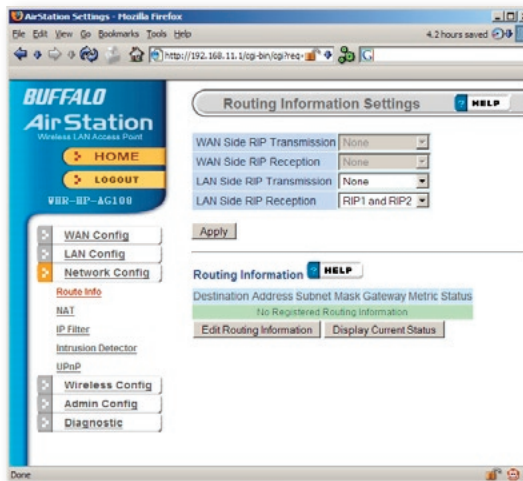 AirStation Settings - Mozilla Firefox
File Edit View Go Bookmarks Tools Help
4.2 hours saved
http://192.168.11.1/cgi-bin/cgi?req=
G
BUFFALO
AirStation
Wireless LAN Access Point
HOME
LOGOUT
WHR-HP-AG108
WAN Config
LAN Config
Network Config
Route Info
NAT
IP Filter
Intrusion Detector
UPnP
Wireless Config
Admin Config
Diagnostic
Routing Information Settings
? HELP
WAN Side RIP Transmission None
WAN Side RIP Reception None
LAN Side RIP Transmission None
LAN Side RIP Reception RIP1 and RIP2
Apply
Routing Information ? HELP
Destination Address Subnet Mask Gateway Metric Status
No Registered Routing Information
Edit Routing Information Display Current Status
Done